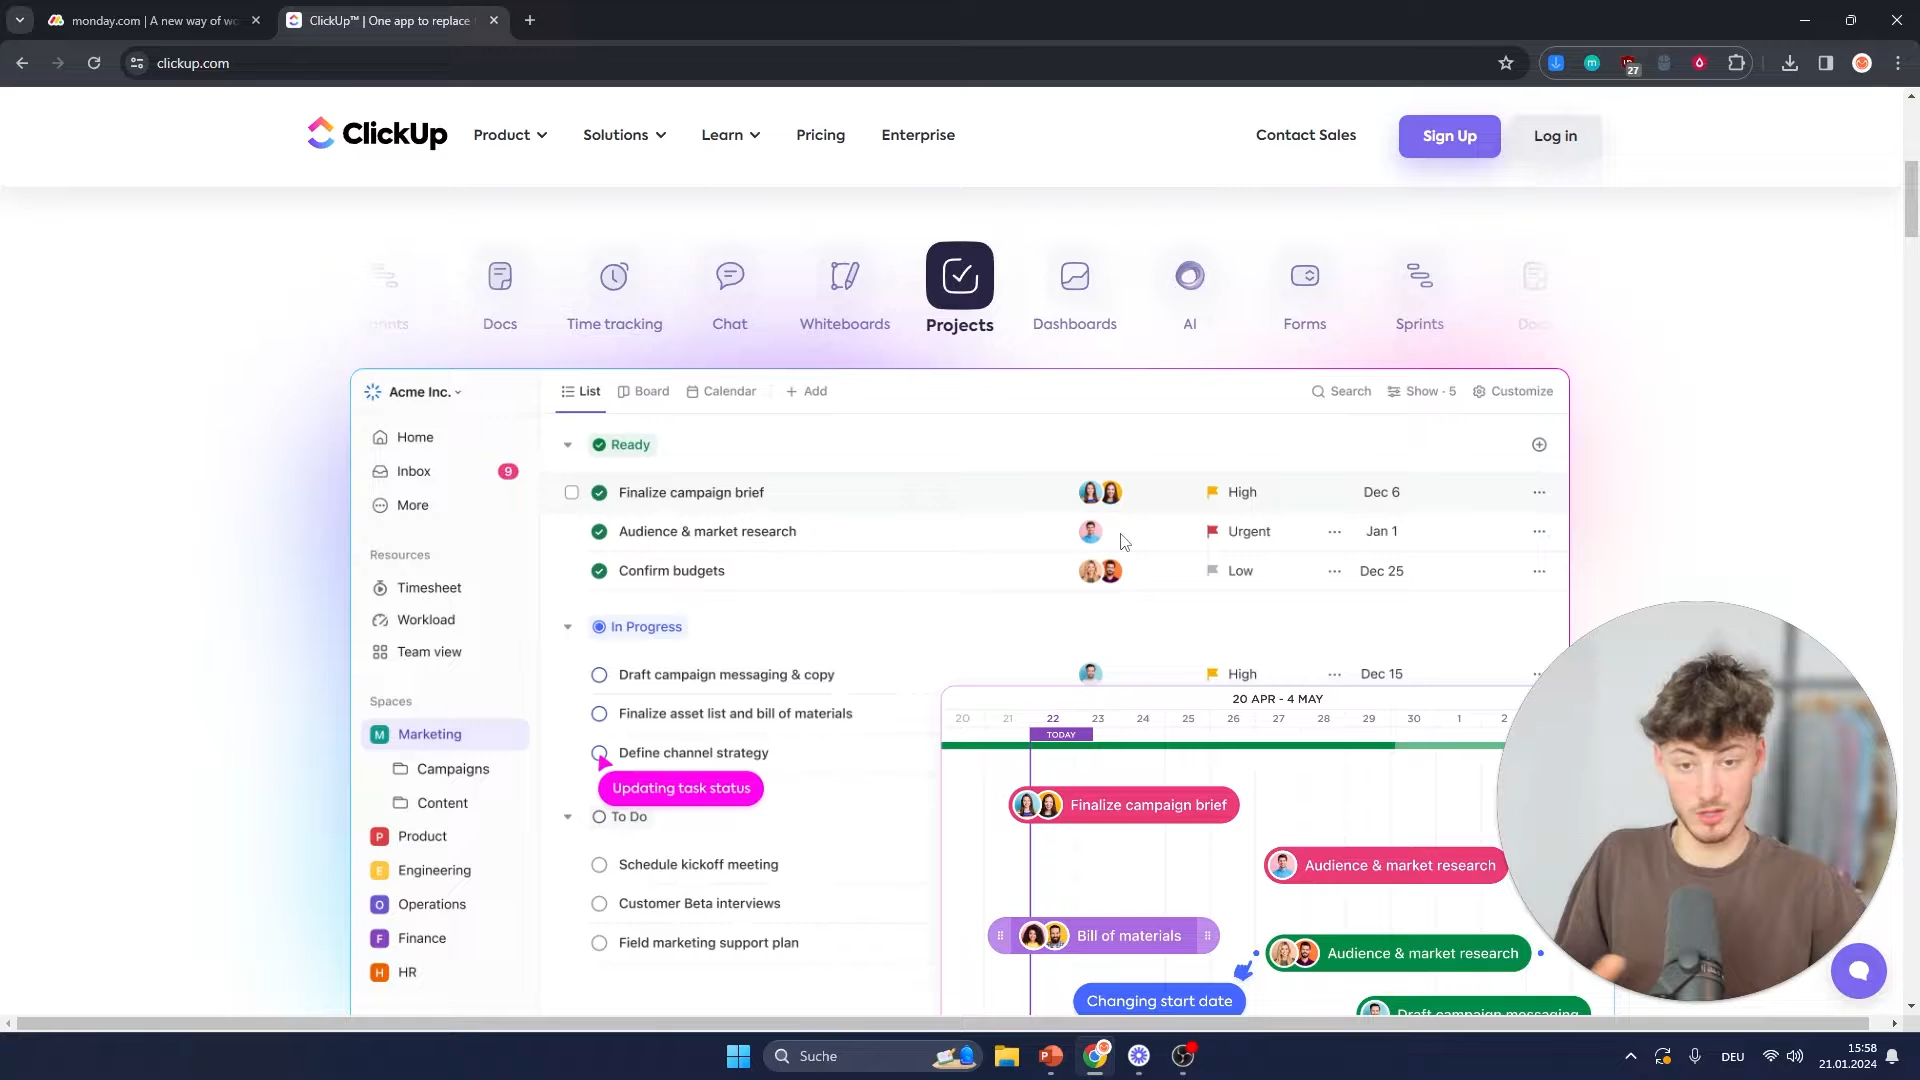 monday.com | A new way of wo
ClickUp™ | One app to replace
clickup.com
27
ClickUp
Product
Solutions
Learn
Pricing
Enterprise
Contact Sales
Sign Up
Log in
Docs
Time tracking
Chat
Whiteboards
Projects
Dashboards
AI
Forms
Sprints
Acme Inc.
List
Board
Calendar
+ Add
Search
Show · 5
Customize
Home
Inbox
9
More
Resources
Timesheet
Workload
Team view
Spaces
M Marketing
Campaigns
Content
P Product
E Engineering
O Operations
F Finance
H HR
Ready
Finalize campaign brief
High
Dec 6
Audience & market research
Urgent
Jan 1
Confirm budgets
Low
Dec 25
In Progress
Draft campaign messaging & copy
High
Dec 15
Finalize asset list and bill of materials
Define channel strategy
Updating task status
To Do
Schedule kickoff meeting
Customer Beta interviews
Field marketing support plan
20 APR - 4 MAY
20 21 22 23 24 25 26 27 28 29 30 1 2
TODAY
Finalize campaign brief
Audience & market research
Bill of materials
Audience & market research
Changing start date
Draft campaign messaging
Suche
DEU
15:58
21.01.2024